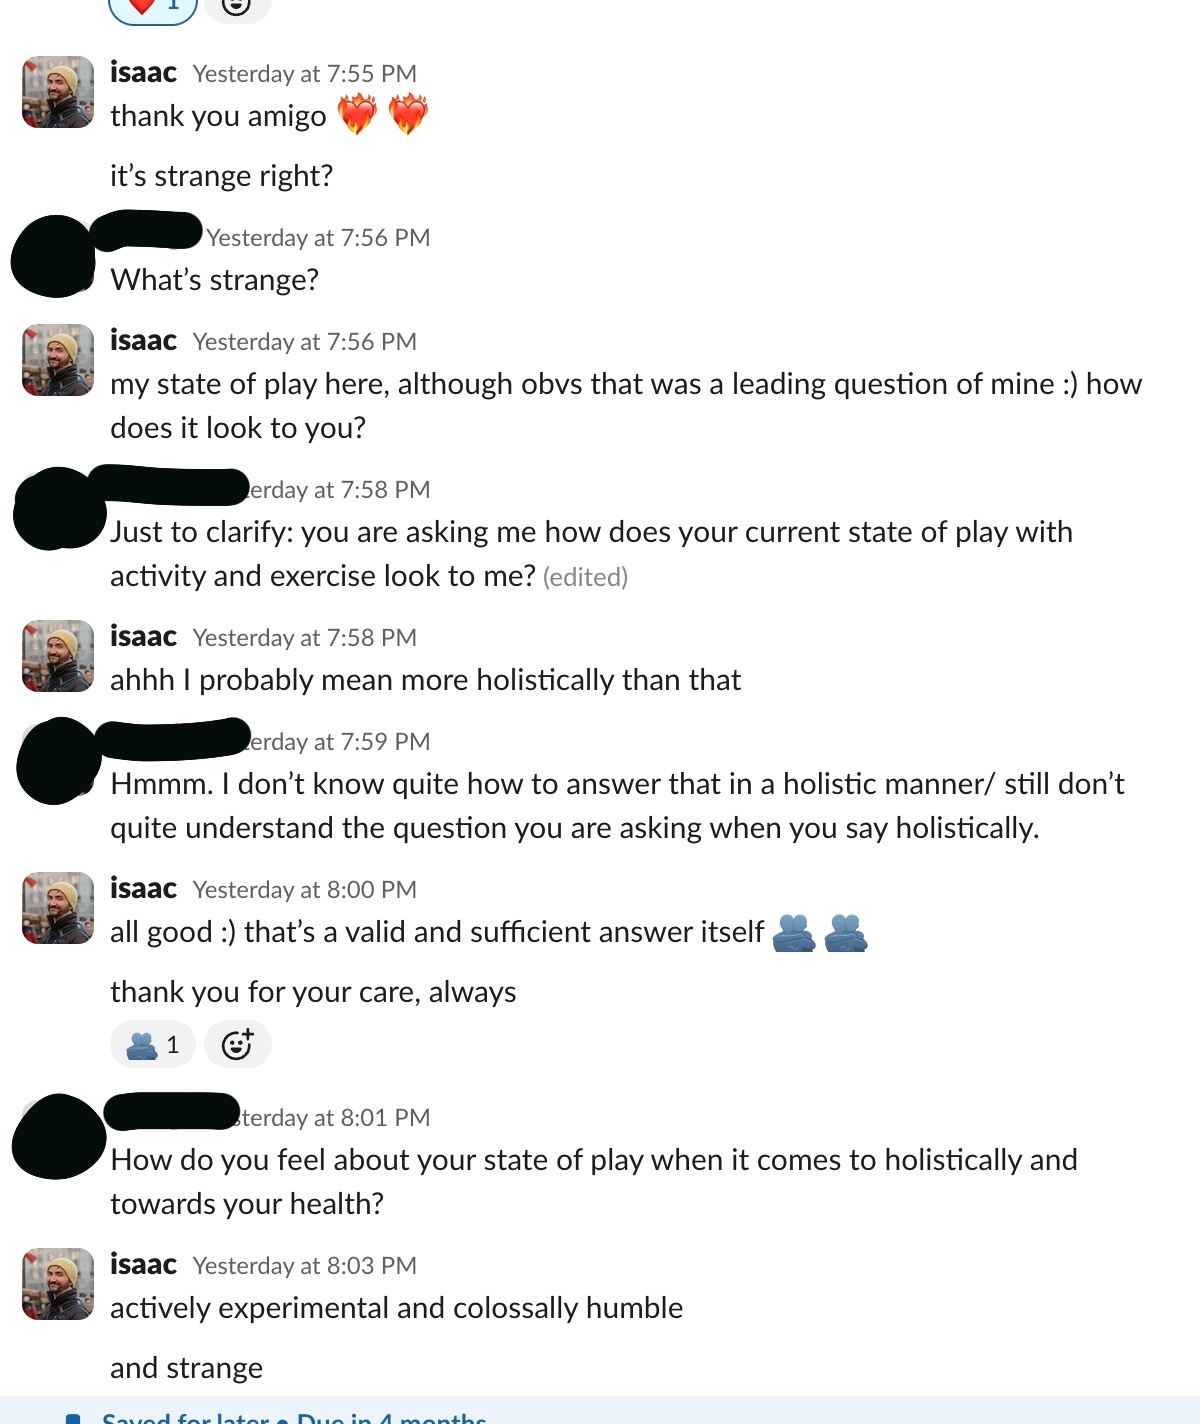 1
isaac Yesterday at 7:55 PM
thank you amigo ❤️‍🔥 ❤️‍🔥
it’s strange right?
Yesterday at 7:56 PM
What’s strange?
isaac Yesterday at 7:56 PM
my state of play here, although obvs that was a leading question of mine :) how
does it look to you?
erday at 7:58 PM
Just to clarify: you are asking me how does your current state of play with
activity and exercise look to me? (edited)
isaac Yesterday at 7:58 PM
ahhh I probably mean more holistically than that
erday at 7:59 PM
Hmmm. I don’t know quite how to answer that in a holistic manner/ still don’t
quite understand the question you are asking when you say holistically.
isaac Yesterday at 8:00 PM
all good :) that’s a valid and sufficient answer itself 🫂 🫂
thank you for your care, always
🫂 1
sterday at 8:01 PM
How do you feel about your state of play when it comes to holistically and
towards your health?
isaac Yesterday at 8:03 PM
actively experimental and colossally humble
and strange
Saved for later • Due in 4 months